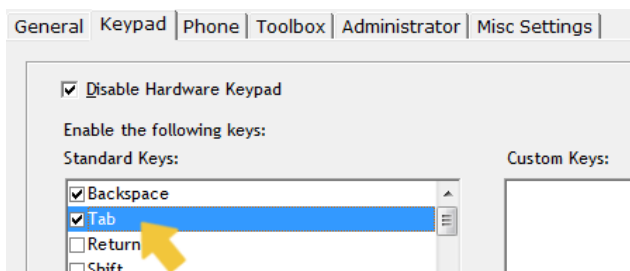 General Keypad Phone Toolbox Administrator Misc Settings
Disable Hardware Keypad
Enable the following keys:
Standard Keys: Custom Keys:
Backspace
Tab
Return
Shift